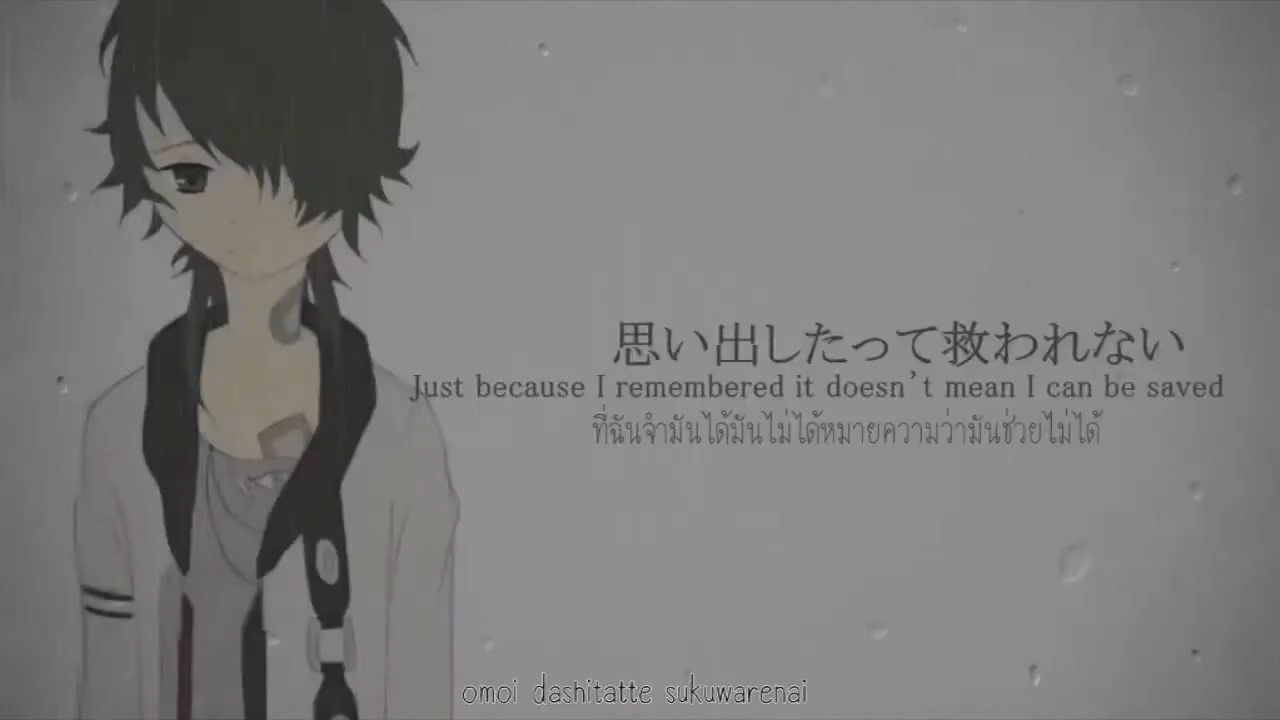 思い出したって救われない
Just because I remembered it doesn't mean I can be saved
ที่ฉันจำมันได้มันไม่ได้หมายความว่ามันช่วยไม่ได้
omoi dashitatte sukuwarenai